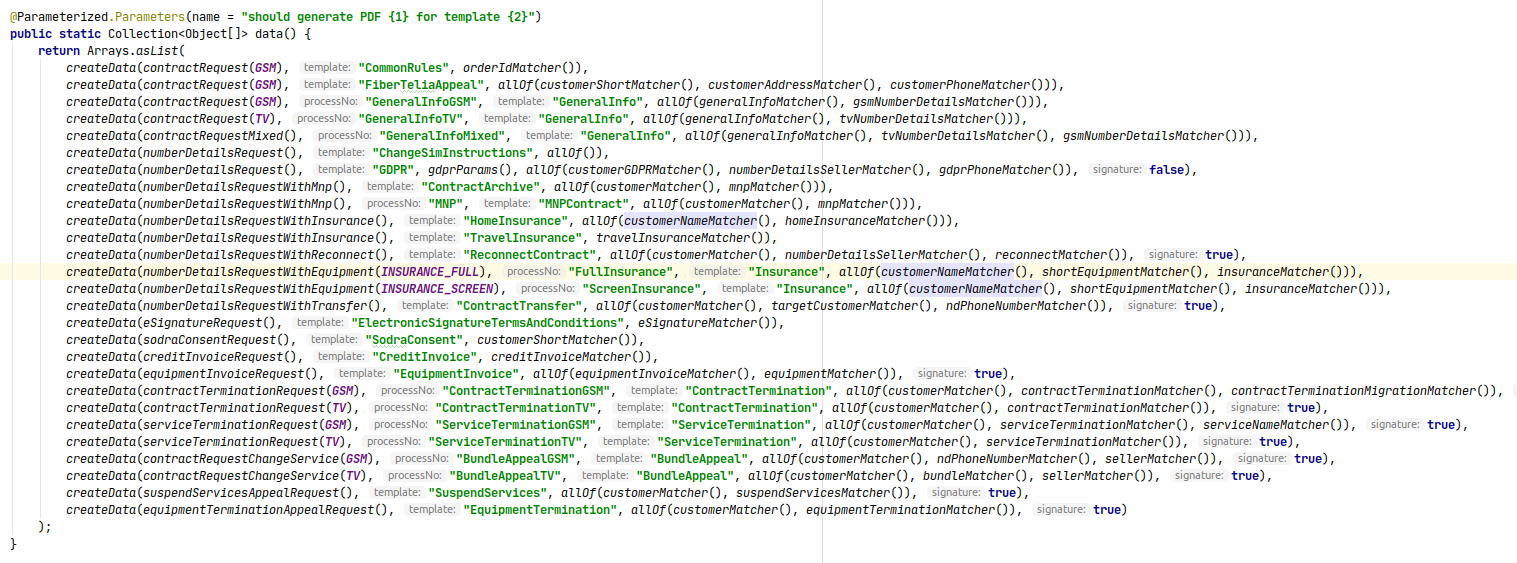 @Parameterized.Parameters(name = "should generate PDF {1} for template {2}")
public static Collection<Object[]> data() {
return Arrays.asList(
createData(contractRequest(GSM), template: "CommonRules", orderIdMatcher()),
createData(contractRequest(GSM), template: "FiberTeliaAppeal", allOf(customerShortMatcher(), customerAddressMatcher(), customerPhoneMatcher())),
createData(contractRequest(GSM), processNo: "GeneralInfoGSM", template: "GeneralInfo", allOf(generalInfoMatcher(), gsmNumberDetailsMatcher())),
createData(contractRequest(TV), processNo: "GeneralInfoTV", template: "GeneralInfo", allOf(generalInfoMatcher(), tvNumberDetailsMatcher())),
createData(contractRequestMixed(), processNo: "GeneralInfoMixed", template: "GeneralInfo", allOf(generalInfoMatcher(), tvNumberDetailsMatcher(), gsmNumberDetailsMatcher())),
createData(numberDetailsRequest(), template: "ChangeSimInstructions", allOf()),
createData(numberDetailsRequest(), template: "GDPR", gdprParams(), allOf(customerGDPRMatcher(), numberDetailsSellerMatcher(), gdprPhoneMatcher()), signature: false),
createData(numberDetailsRequestWithMnp(), template: "ContractArchive", allOf(customerMatcher(), mnpMatcher())),
createData(numberDetailsRequestWithMnp(), processNo: "MNP", template: "MNPContract", allOf(customerMatcher(), mnpMatcher())),
createData(numberDetailsRequestWithInsurance(), template: "HomeInsurance", allOf(customerNameMatcher(), homeInsuranceMatcher())),
createData(numberDetailsRequestWithInsurance(), template: "TravelInsurance", travelInsuranceMatcher()),
createData(numberDetailsRequestWithReconnect(), template: "ReconnectContract", allOf(customerMatcher(), numberDetailsSellerMatcher(), reconnectMatcher()), signature: true),
createData(numberDetailsRequestWithEquipment(INSURANCE_FULL), processNo: "FullInsurance", template: "Insurance", allOf(customerNameMatcher(), shortEquipmentMatcher(), insuranceMatcher())),
createData(numberDetailsRequestWithEquipment(INSURANCE_SCREEN), processNo: "ScreenInsurance", template: "Insurance", allOf(customerNameMatcher(), shortEquipmentMatcher(), insuranceMatcher())),
createData(numberDetailsRequestWithTransfer(), template: "ContractTransfer", allOf(customerMatcher(), targetCustomerMatcher(), ndPhoneNumberMatcher()), signature: true),
createData(eSignatureRequest(), template: "ElectronicSignatureTermsAndConditions", eSignatureMatcher()),
createData(sodraConsentRequest(), template: "SodraConsent", customerShortMatcher()),
createData(creditInvoiceRequest(), template: "CreditInvoice", creditInvoiceMatcher()),
createData(equipmentInvoiceRequest(), template: "EquipmentInvoice", allOf(equipmentInvoiceMatcher(), equipmentMatcher()), signature: true),
createData(contractTerminationRequest(GSM), processNo: "ContractTerminationGSM", template: "ContractTermination", allOf(customerMatcher(), contractTerminationMatcher(), contractTerminationMigrationMatcher()),
createData(contractTerminationRequest(TV), processNo: "ContractTerminationTV", template: "ContractTermination", allOf(customerMatcher(), contractTerminationMatcher()), signature: true),
createData(serviceTerminationRequest(GSM), processNo: "ServiceTerminationGSM", template: "ServiceTermination", allOf(customerMatcher(), serviceTerminationMatcher(), serviceNameMatcher()), signature: true),
createData(serviceTerminationRequest(TV), processNo: "ServiceTerminationTV", template: "ServiceTermination", allOf(customerMatcher(), serviceTerminationMatcher()), signature: true),
createData(contractRequestChangeService(GSM), processNo: "BundleAppealGSM", template: "BundleAppeal", allOf(customerMatcher(), ndPhoneNumberMatcher(), sellerMatcher()), signature: true),
createData(contractRequestChangeService(TV), processNo: "BundleAppealTV", template: "BundleAppeal", allOf(customerMatcher(), bundleMatcher(), sellerMatcher()), signature: true),
createData(suspendServicesAppealRequest(), template: "SuspendServices", allOf(customerMatcher(), suspendServicesMatcher()), signature: true),
createData(equipmentTerminationAppealRequest(), template: "EquipmentTermination", allOf(customerMatcher(), equipmentTerminationMatcher()), signature: true)
);
}